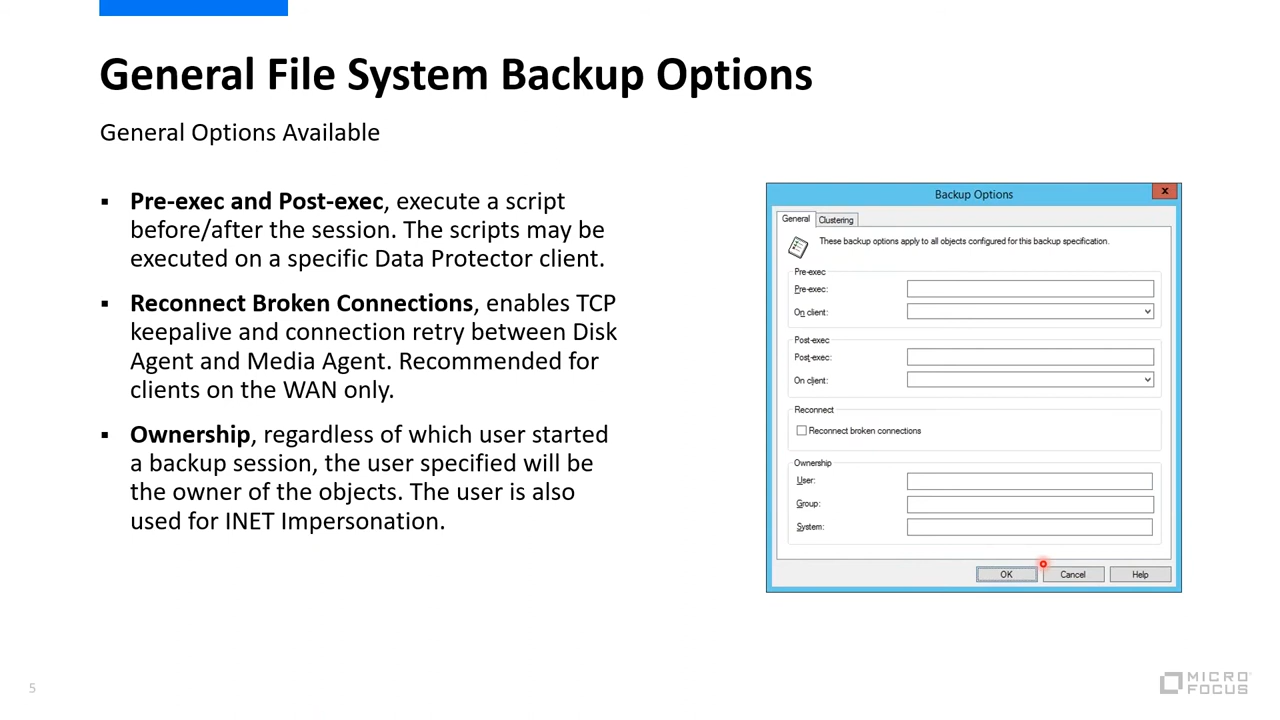 General File System Backup Options
General Options Available
▪ Pre-exec and Post-exec, execute a script
before/after the session. The scripts may be
executed on a specific Data Protector client.
▪ Reconnect Broken Connections, enables TCP
keepalive and connection retry between Disk
Agent and Media Agent. Recommended for
clients on the WAN only.
▪ Ownership, regardless of which user started
a backup session, the user specified will be
the owner of the objects. The user is also
used for INET Impersonation.
Backup Options
x
General Clustering
These backup options apply to all objects configured for this backup specification.
Pre-exec
Pre-exec:
On client:
Post-exec
Post-exec:
On client:
Reconnect
Reconnect broken connections
Ownership
User:
Group:
System:
OK Cancel Help
5
MICRO
FOCUS